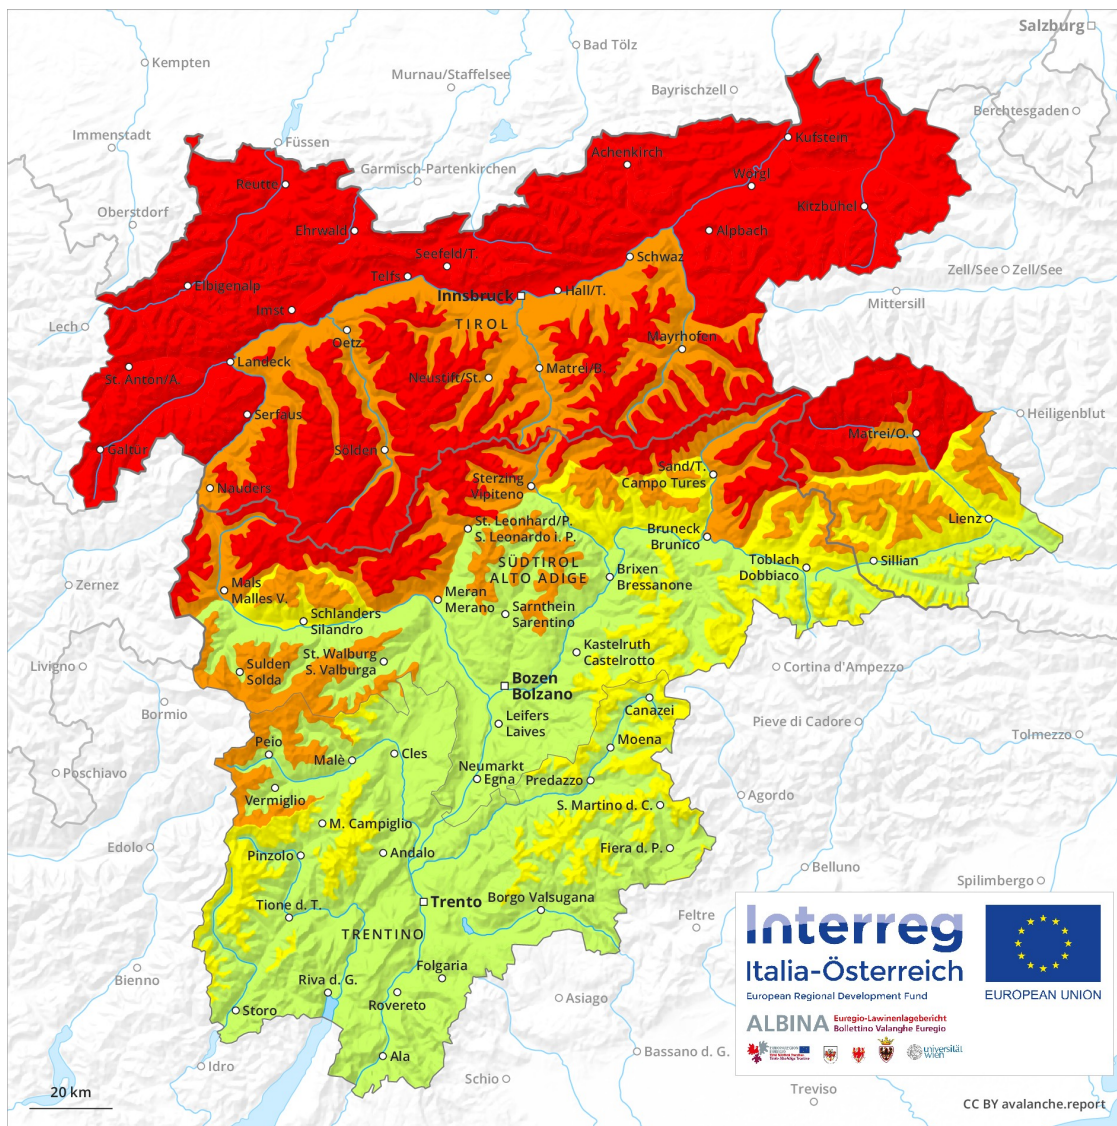 Salzburg
Bad Tölz
Kempten
Murnau/Staffelsee
Bayrischzell
Berchtesgaden
Immenstadt
Füssen
Kufstein
Achenkirch
Garmisch-Partenkirchen
Wörgl
Reutte
Kitzbühel
Oberstdorf
Ehrwald
Alpbach
Seefeld/T.
Schwaz
Telfs
Zell/See
Zell/See
Elbigenalp
Hall/T.
Innsbruck
Mittersill
Imst
Lech
TIROL
Oetz
Mayrhofen
Landeck
Matrei/B.
St. Anton/A.
Neustift/St.
Serfaus
Heiligenblut
Matrei/O.
Galtür
Sölden
Sand/T.
Campo Tures
Sterzing
Vipiteno
Nauders
Lienz
St. Leonhard/P.
S. Leonardo i. P.
Bruneck
Brunico
SÜDTIROL
ALTO ADIGE
Toblach
Dobbiaco
Sillian
Brixen
Bressanone
Zernez
Mals
Malles V.
Meran
Merano
Sarnthein
Sarentino
Schlanders
Silandro
Kastelruth
Castelrotto
St. Walburg
S. Valburga
Livigno
Sulden
Solda
Cortina d'Ampezzo
Bozen
Bolzano
Bormio
Canazei
Leifers
Laives
Pieve di Cadore
Tolmezzo
Moena
Peio
Cles
Malè
Poschiavo
Neumarkt
Egna
Predazzo
Vermiglio
Agordo
S. Martino d. C.
M. Campiglio
Edolo
Fiera d. P.
Andalo
Pinzolo
Belluno
Spilimbergo
Trento
Borgo Valsugana
Tione d. T.
Feltre
TRENTINO
Folgaria
Bienno
Riva d. G.
Rovereto
Asiago
Storo
Bassano d. G.
Ala
Idro
Schio
Treviso
20 km
Interreg
Italia-Österreich
European Regional Development Fund
EUROPEAN UNION
ALBINA
Euregio-Lawinenlagebericht
Bollettino Valanghe Euregio
universität
wien
CC BY avalanche.report